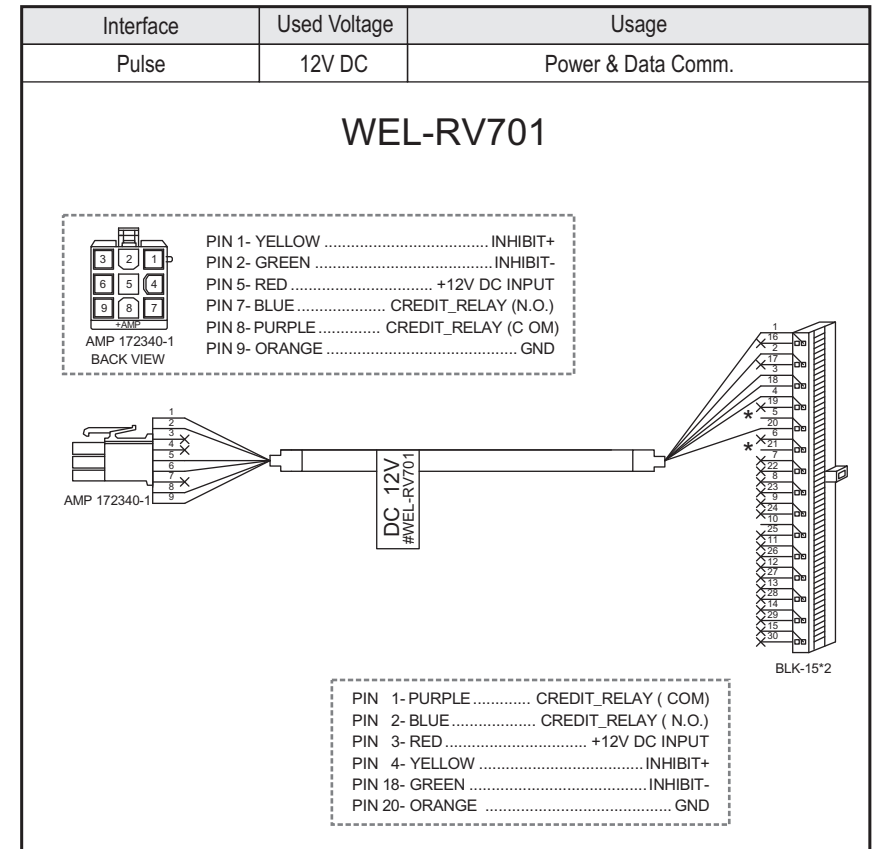 Interface Used Voltage Usage
Pulse 12V DC Power & Data Comm.
WEL-RV701
3 2 1
6 5 4
9 8 7
+AMP
AMP 172340-1
BACK VIEW
PIN 1- YELLOW ..................................... INHIBIT+
PIN 2- GREEN ........................................INHIBIT-
PIN 5- RED ................................ +12V DC INPUT
PIN 7- BLUE .................... CREDIT_RELAY (N.O.)
PIN 8- PURPLE.............. CREDIT_RELAY (C OM)
PIN 9- ORANGE ........................................... GND
1
2
3
4
5
6
7
8
9
AMP 172340-1
DC 12V
#WEL-RV701
1
16
2
17
3
18
4
19
* 5
20
6
* 21
7
22
8
23
9
24
10
25
11
26
12
27
13
28
14
29
15
30
BLK-15*2
PIN 1- PURPLE............. CREDIT_RELAY ( COM)
PIN 2- BLUE................... CREDIT_RELAY ( N.O.)
PIN 3- RED ................................ +12V DC INPUT
PIN 4- YELLOW ..................................... INHIBIT+
PIN 18- GREEN ........................................INHIBIT-
PIN 20- ORANGE .......................................... GND